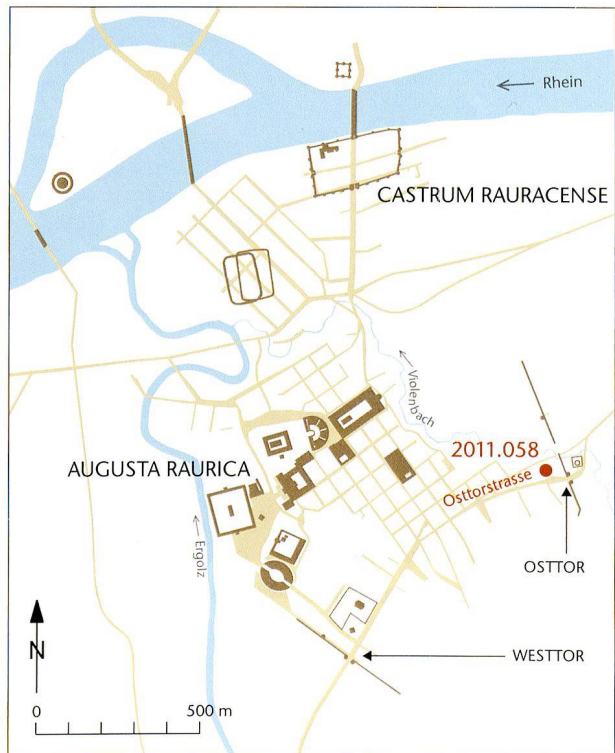 Rhein
CASTRUM RAURACENSE
Violenbach
2011.058
AUGUSTA RAURICA
Osttorstrasse
Ergolz
OSTTOR
N
WESTTOR
0 500 m